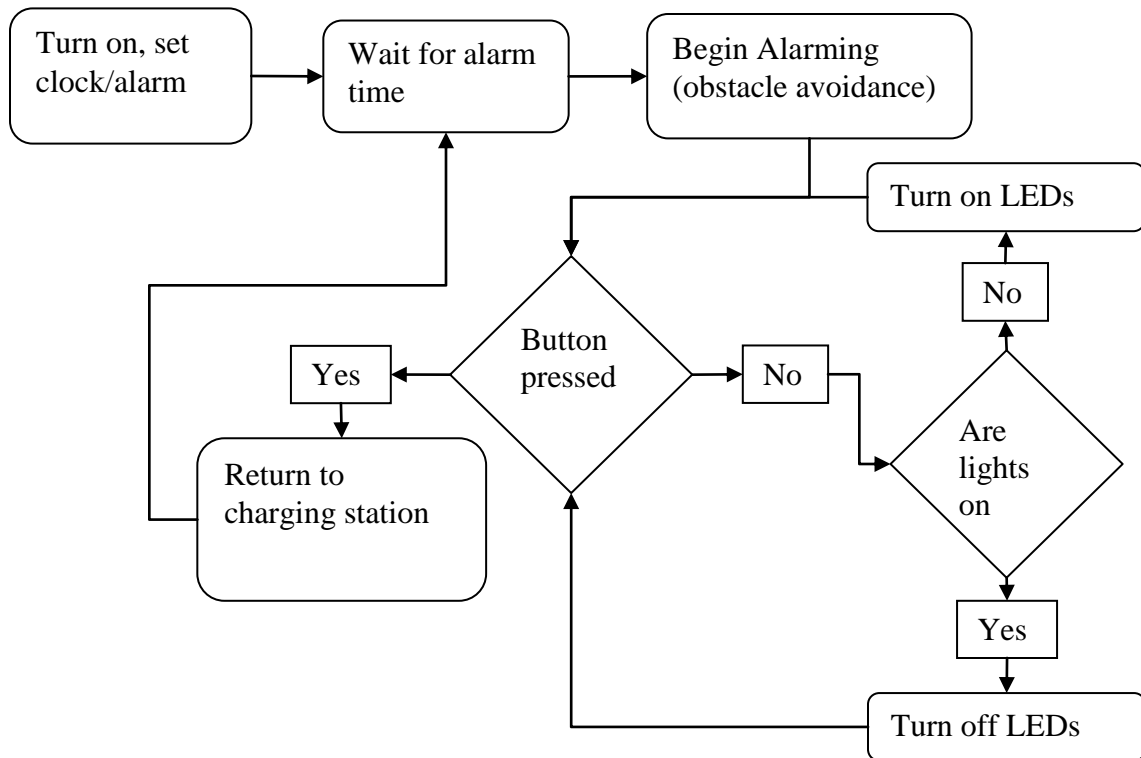 Turn on, set
clock/alarm
Wait for alarm
time
Begin Alarming
(obstacle avoidance)
Turn on LEDs
No
Button
pressed
Yes
No
Are
lights
on
Return to
charging station
Yes
Turn off LEDs